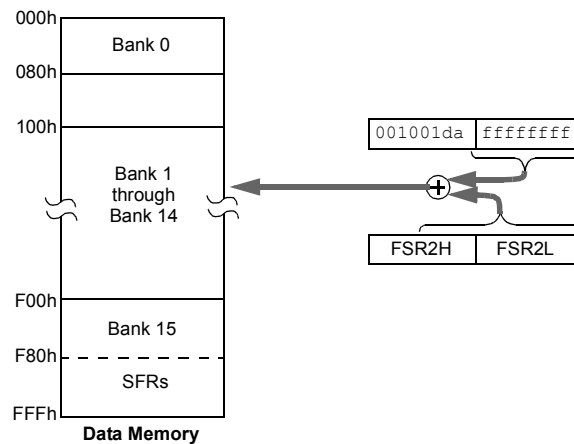 000h
Bank 0
080h
100h
001001da ffffffff
Bank 1
through
Bank 14
FSR2H FSR2L
F00h
Bank 15
F80h
SFRs
FFFh
Data Memory